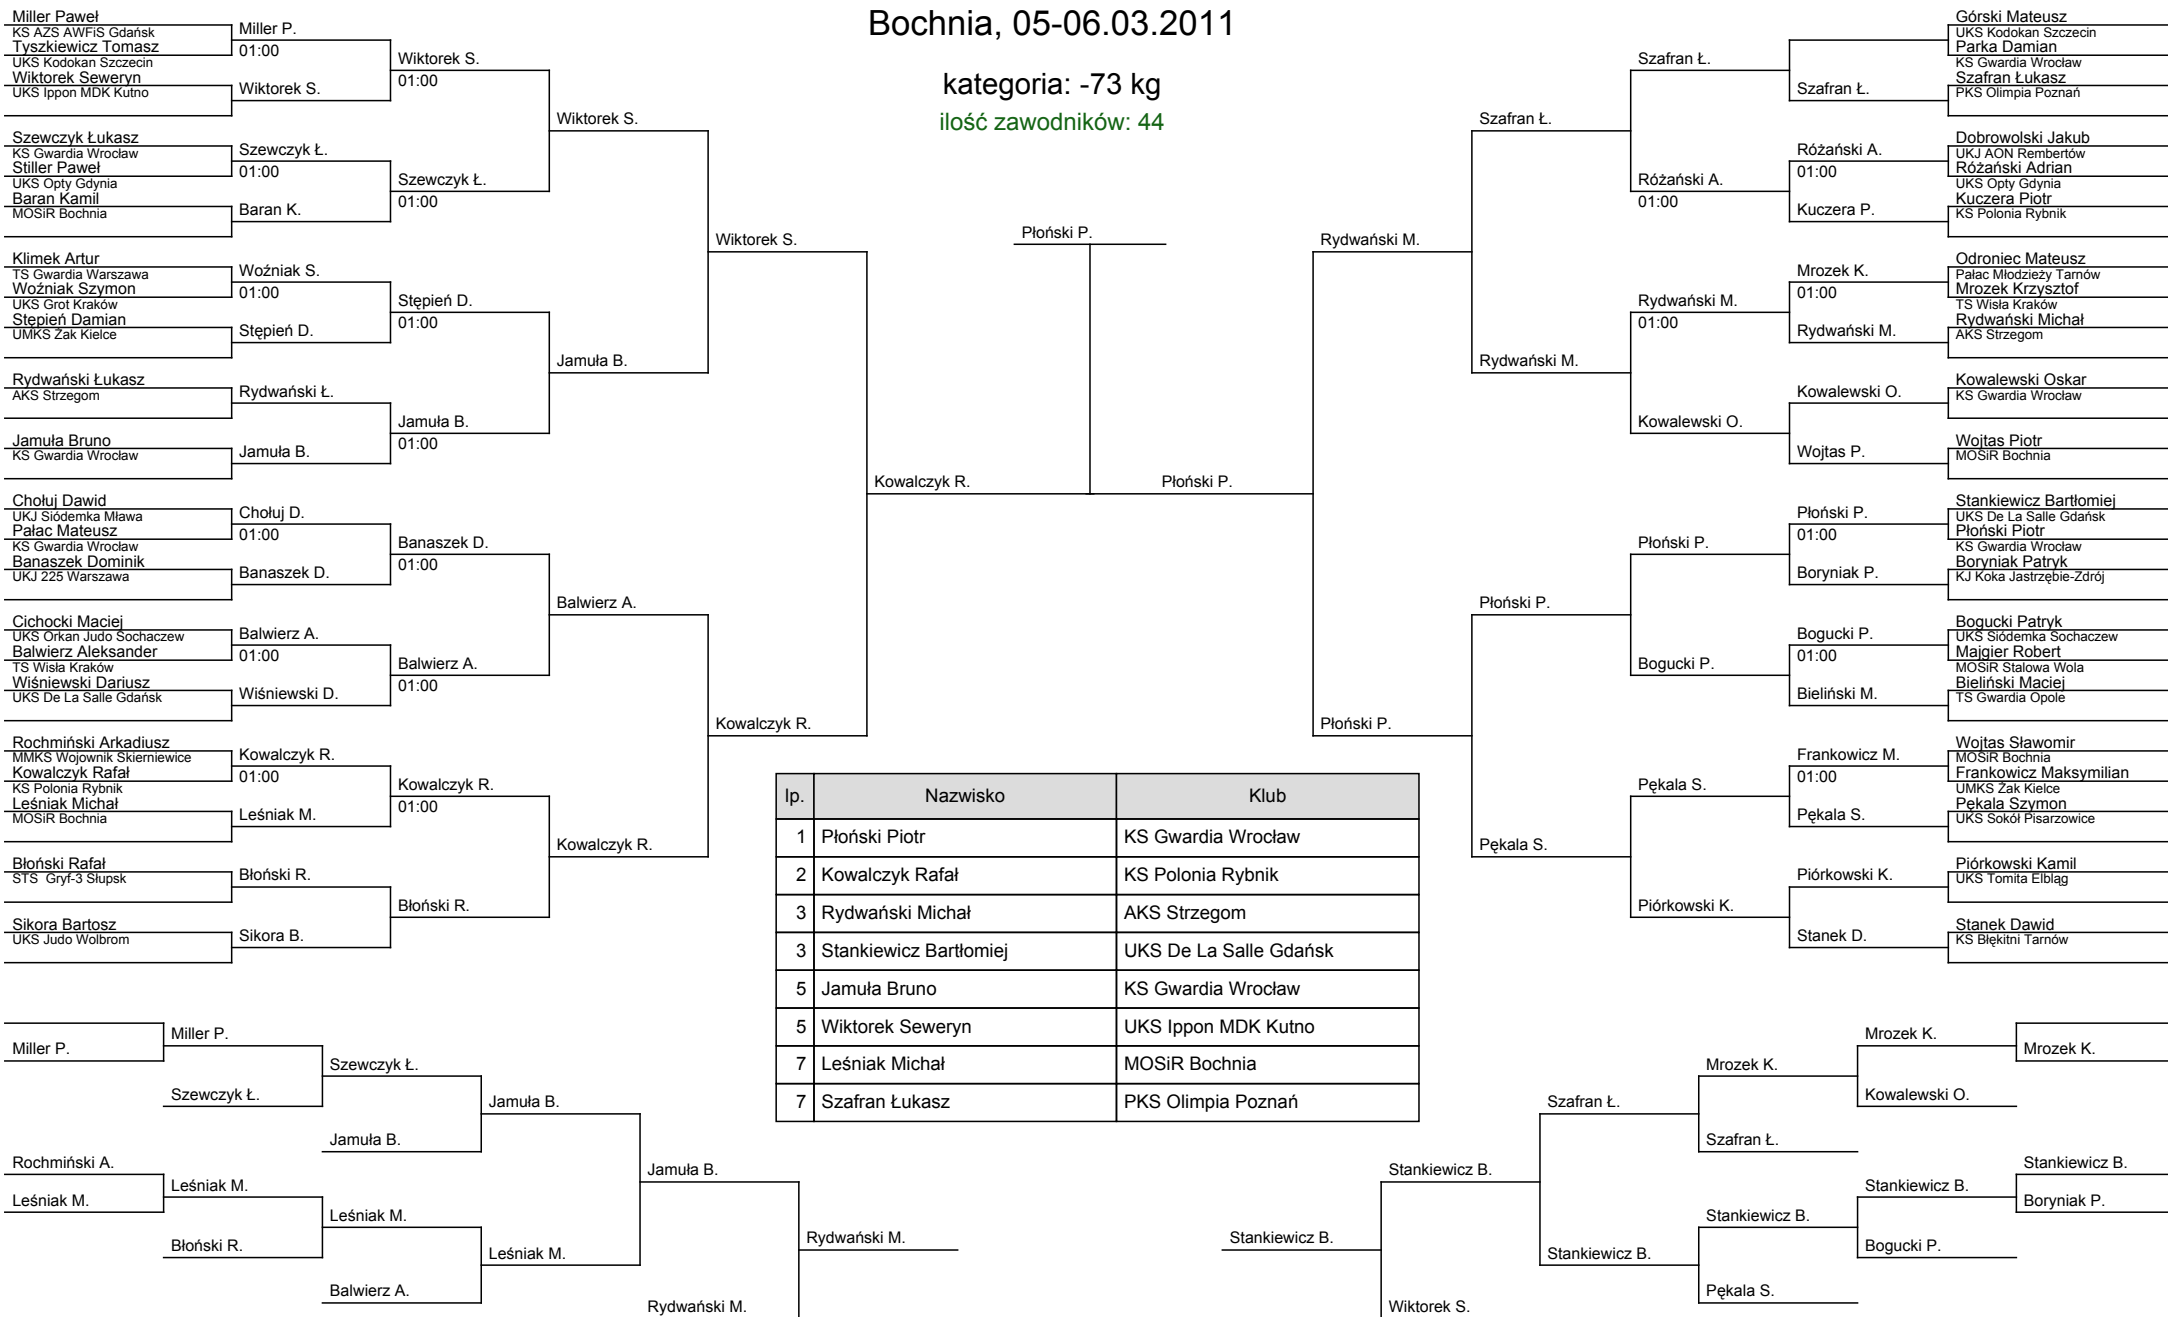 Bochnia, 05-06.03.2011
kategoria: -73 kg
ilość zawodników: 44
Miller Paweł
KS AZS AWFiS Gdańsk
Tyszkiewicz Tomasz
UKS Kodokan Szczecin
Wiktorek Seweryn
UKS Ippon MDK Kutno
Szewczyk Łukasz
KS Gwardia Wrocław
Stiller Paweł
UKS Opty Gdynia
Baran Kamil
MOSiR Bochnia
Klimek Artur
TS Gwardia Warszawa
Woźniak Szymon
UKS Grot Kraków
Stępień Damian
UMKS Żak Kielce
Rydwański Łukasz
AKS Strzegom
Jamuła Bruno
KS Gwardia Wrocław
Chołuj Dawid
UKJ Siódemka Mława
Pałac Mateusz
KS Gwardia Wrocław
Banaszek Dominik
UKJ 225 Warszawa
Cichocki Maciej
UKS Orkan Judo Sochaczew
Balwierz Aleksander
TS Wisła Kraków
Wiśniewski Dariusz
UKS De La Salle Gdańsk
Rochmiński Arkadiusz
MMKS Wojownik Skierniewice
Kowalczyk Rafał
KS Polonia Rybnik
Leśniak Michał
MOSiR Bochnia
Błoński Rafał
STS  Gryf-3 Słupsk
Sikora Bartosz
UKS Judo Wolbrom
Miller P.
01:00
Wiktorek S.
Szewczyk Ł.
01:00
Baran K.
Woźniak S.
01:00
Stępień D.
Rydwański Ł.
Jamuła B.
Chołuj D.
01:00
Banaszek D.
Balwierz A.
01:00
Wiśniewski D.
Kowalczyk R.
01:00
Leśniak M.
Błoński R.
Sikora B.
Wiktorek S.
01:00
Szewczyk Ł.
01:00
Stępień D.
01:00
Jamuła B.
01:00
Banaszek D.
01:00
Balwierz A.
01:00
Kowalczyk R.
01:00
Błoński R.
Wiktorek S.
Jamuła B.
Balwierz A.
Kowalczyk R.
Wiktorek S.
Kowalczyk R.
Kowalczyk R.
Płoński P.
Płoński P.
Rydwański M.
Płoński P.
Szafran Ł.
Rydwański M.
Płoński P.
Pękala S.
Szafran Ł.
Różański A.
01:00
Rydwański M.
01:00
Kowalewski O.
Płoński P.
Bogucki P.
Pękala S.
Piórkowski K.
Szafran Ł.
Różański A.
01:00
Kuczera P.
Mrozek K.
01:00
Rydwański M.
Kowalewski O.
Wojtas P.
Płoński P.
01:00
Boryniak P.
Bogucki P.
01:00
Bieliński M.
Frankowicz M.
01:00
Pękala S.
Piórkowski K.
Stanek D.
Górski Mateusz
UKS Kodokan Szczecin
Parka Damian
KS Gwardia Wrocław
Szafran Łukasz
PKS Olimpia Poznań
Dobrowolski Jakub
UKJ AON Rembertów
Różański Adrian
UKS Opty Gdynia
Kuczera Piotr
KS Polonia Rybnik
Odroniec Mateusz
Pałac Młodzieży Tarnów
Mrozek Krzysztof
TS Wisła Kraków
Rydwański Michał
AKS Strzegom
Kowalewski Oskar
KS Gwardia Wrocław
Wojtas Piotr
MOSiR Bochnia
Stankiewicz Bartłomiej
UKS De La Salle Gdańsk
Płoński Piotr
KS Gwardia Wrocław
Boryniak Patryk
KJ Koka Jastrzębie-Zdrój
Bogucki Patryk
UKS Siódemka Sochaczew
Majgier Robert
MOSiR Stalowa Wola
Bieliński Maciej
TS Gwardia Opole
Wojtas Sławomir
MOSiR Bochnia
Frankowicz Maksymilian
UMKS Żak Kielce
Pękala Szymon
UKS Sokół Pisarzowice
Piórkowski Kamil
UKS Tomita Elbląg
Stanek Dawid
KS Błękitni Tarnów
lp. Nazwisko Klub
1 Płoński Piotr KS Gwardia Wrocław
2 Kowalczyk Rafał KS Polonia Rybnik
3 Rydwański Michał AKS Strzegom
3 Stankiewicz Bartłomiej UKS De La Salle Gdańsk
5 Jamuła Bruno KS Gwardia Wrocław
5 Wiktorek Seweryn UKS Ippon MDK Kutno
7 Leśniak Michał MOSiR Bochnia
7 Szafran Łukasz PKS Olimpia Poznań
Miller P.
Rochmiński A.
Leśniak M.
Miller P.
Szewczyk Ł.
Leśniak M.
Błoński R.
Szewczyk Ł.
Jamuła B.
Leśniak M.
Balwierz A.
Jamuła B.
Leśniak M.
Jamuła B.
Rydwański M.
Rydwański M.
Stankiewicz B.
Stankiewicz B.
Wiktorek S.
Szafran Ł.
Stankiewicz B.
Mrozek K.
Szafran Ł.
Stankiewicz B.
Pękala S.
Mrozek K.
Kowalewski O.
Stankiewicz B.
Bogucki P.
Mrozek K.
Stankiewicz B.
Boryniak P.